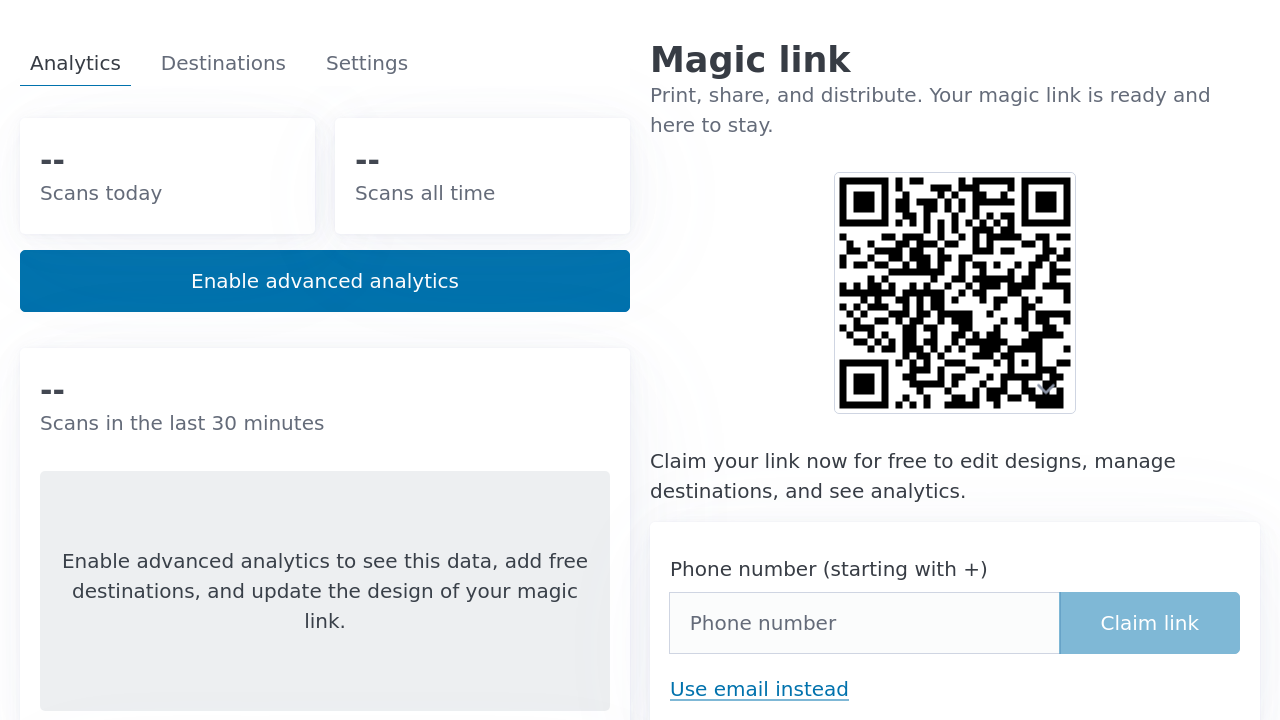 Analytics
Destinations
Settings
--
Scans today
--
Scans all time
Enable advanced analytics
--
Scans in the last 30 minutes
Enable advanced analytics to see this data, add free
destinations, and update the design of your magic
link.
Magic link
Print, share, and distribute. Your magic link is ready and
here to stay.
Claim your link now for free to edit designs, manage
destinations, and see analytics.
Phone number (starting with +)
Phone number
Claim link
Use email instead